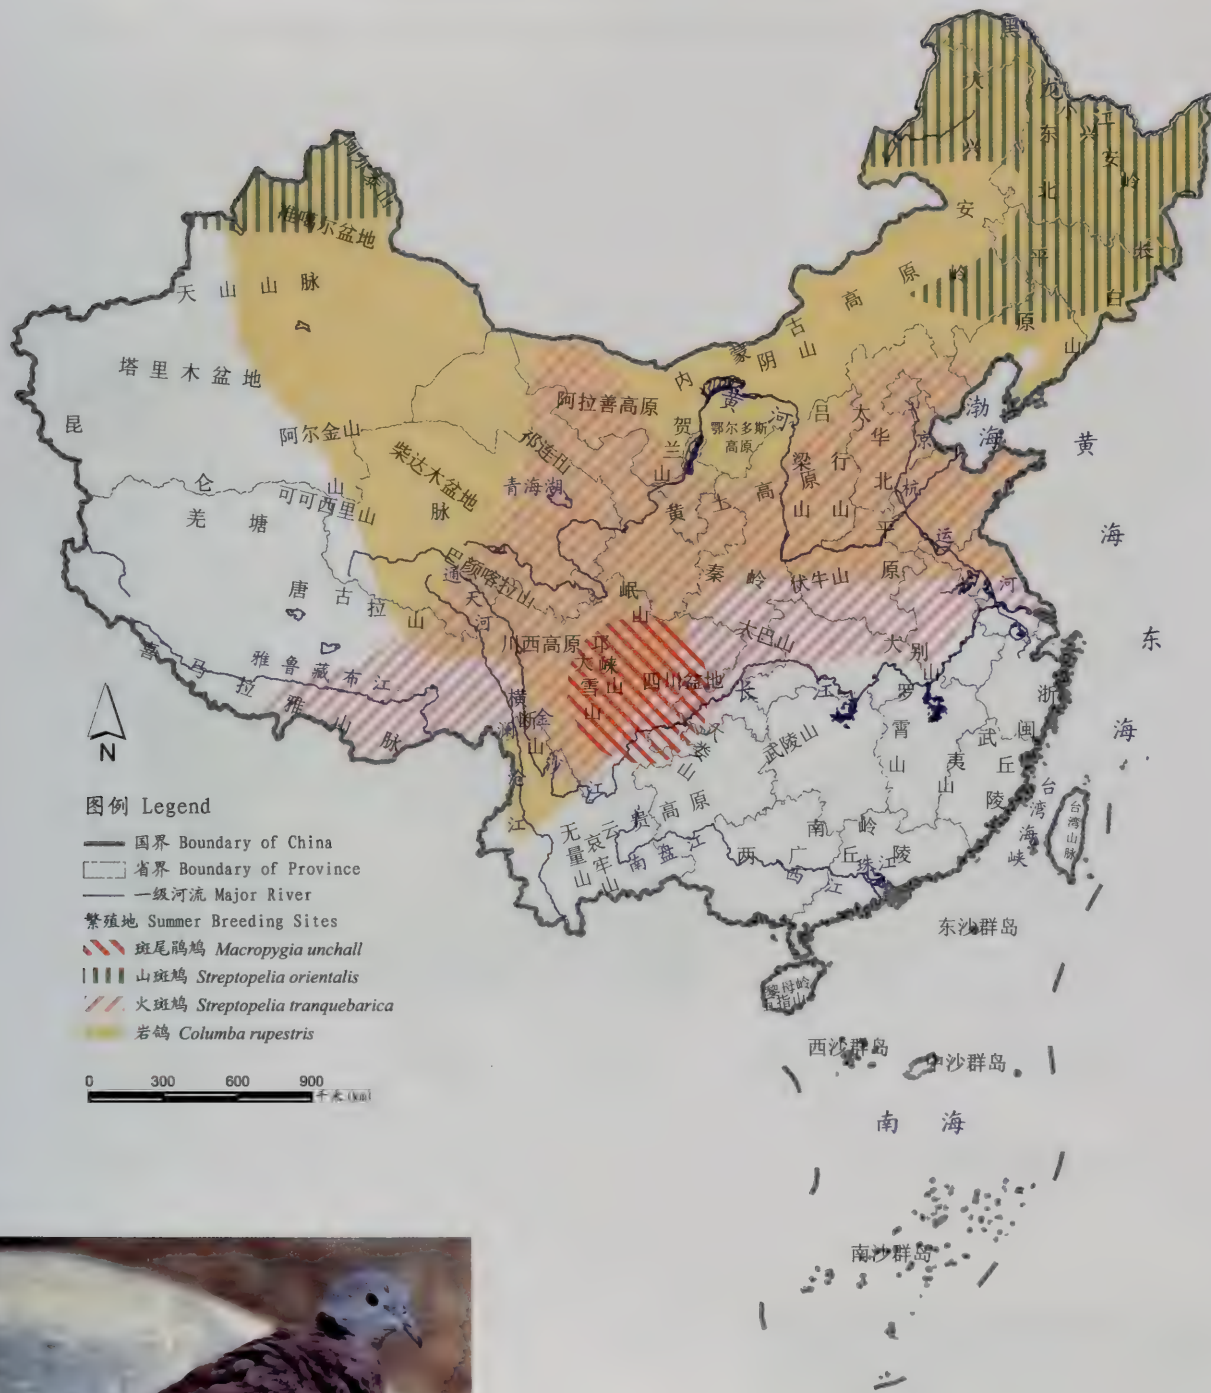 阿尔泰山
准噶尔盆地
天山山脉
塔里木盆地
昆
仑
山
脉
阿尔金山
可可西里山
羌塘
唐古拉山
喜马拉雅山脉
雅鲁藏布江
柴达木盆地
祁连山
青海湖
阿拉善高原
贺兰山
内蒙古高原
阴山
黄河
鄂尔多斯
高原
黄土高原
吕梁山
太行山
华北平原
京杭运河
渤海
黄海
东海
黑龙江
大兴安岭
小兴安岭
东北平原
长白山
巴颜喀拉山
通天河
岷山
秦岭
伏牛山
大巴山
大别山
川西高原
邛崃山
大雪山
四川盆地
长江
横断山
金沙江
澜沧江
大娄山
武陵山
罗霄山
武夷山
浙闽丘陵
云贵高原
无量山
哀牢山
南盘江
南岭
两广丘陵
西江
珠江
台湾海峡
台湾山脉
黎母岭
五指山
东沙群岛
西沙群岛
中沙群岛
南海
南沙群岛
N
图例 Legend
国界 Boundary of China
省界 Boundary of Province
一级河流 Major River
繁殖地 Summer Breeding Sites
斑尾鹃鸠 Macropygia unchall
山斑鸠 Streptopelia orientalis
火斑鸠 Streptopelia tranquebarica
岩鸽 Columba rupestris
0 300 600 900
千米(km)